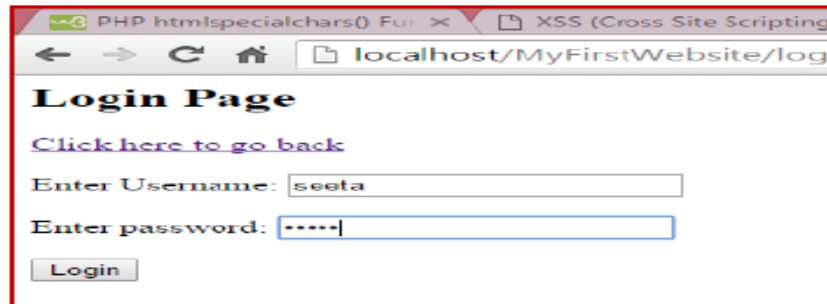 PHP htmlspecialchars() Fu
XSS (Cross Site Scripting
localhost/MyFirstWebsite/log
Login Page
Click here to go back
Enter Username: seeta
Enter password: •••••
Login